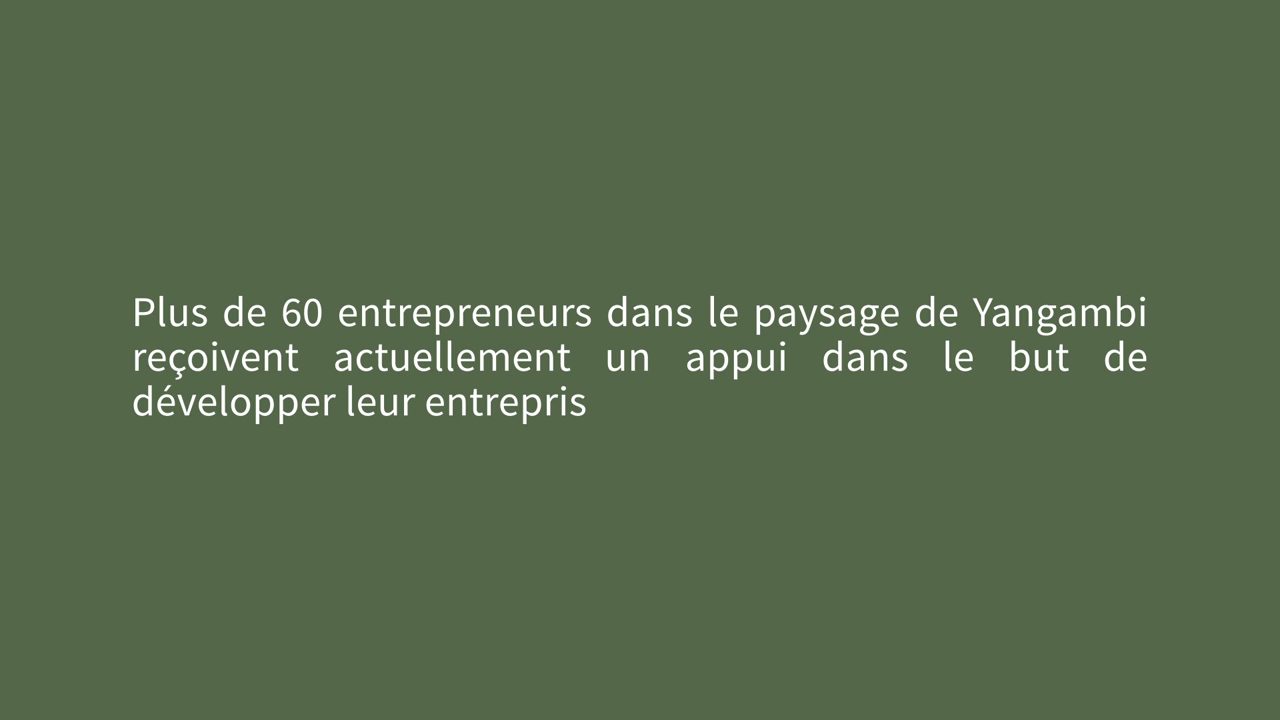 Plus de 60 entrepreneurs dans le paysage de Yangambi
reçoivent actuellement un appui dans le but de
développer leur entrepris